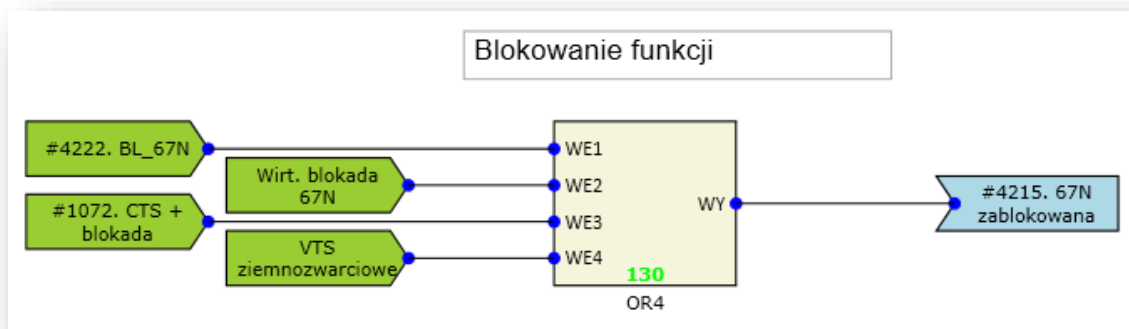 Blokowanie funkcji
#4222. BL_67N
WE1
Wirt. blokada
67N
WE2
#1072. CTS +
blokada
WE3
VTS
ziemnozwarciowe
WE4
WY
130
OR4
#4215. 67N
zablokowana